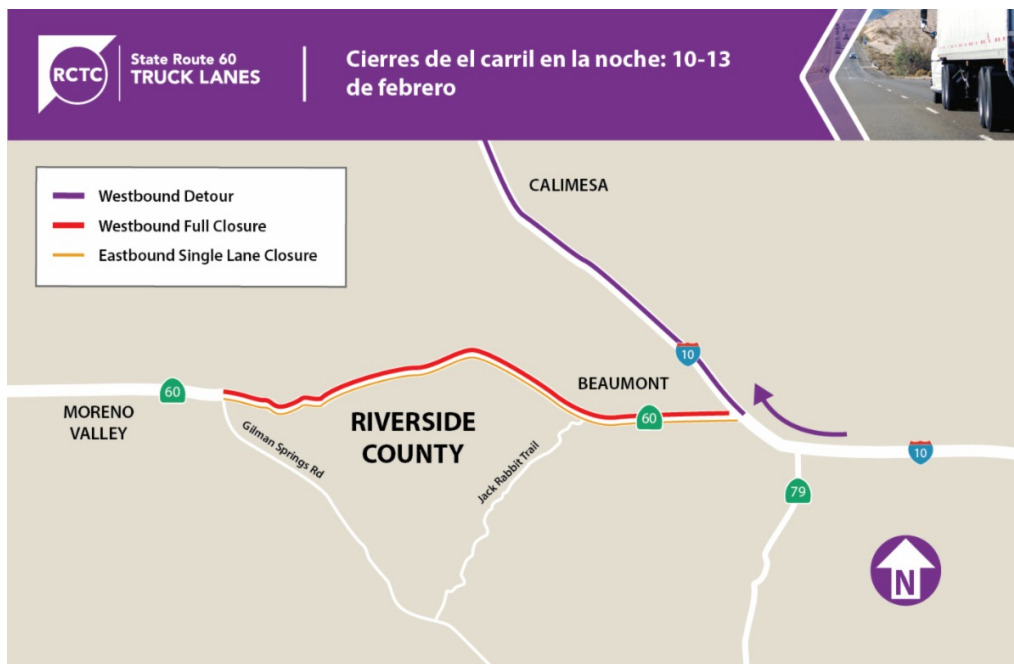 RCTC
State Route 60
TRUCK LANES
Cierres de el carril en la noche: 10-13
de febrero
Westbound Detour
Westbound Full Closure
Eastbound Single Lane Closure
CALIMESA
10
BEAUMONT
60
60
MORENO
VALLEY
RIVERSIDE
COUNTY
Gilman Springs Rd
Jack Rabbit Trail
10
79
N